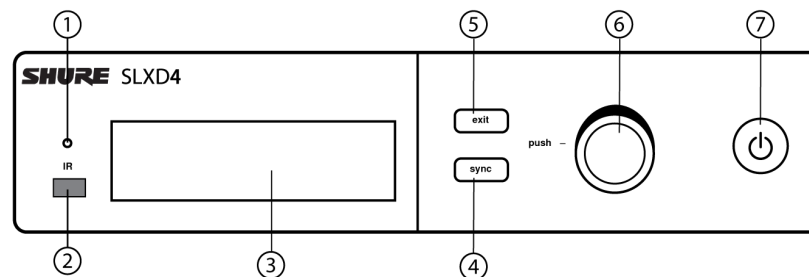 ① ⑤ ⑥ ⑦
SHURE SLXD4
exit
push –
IR
sync
② ③ ④